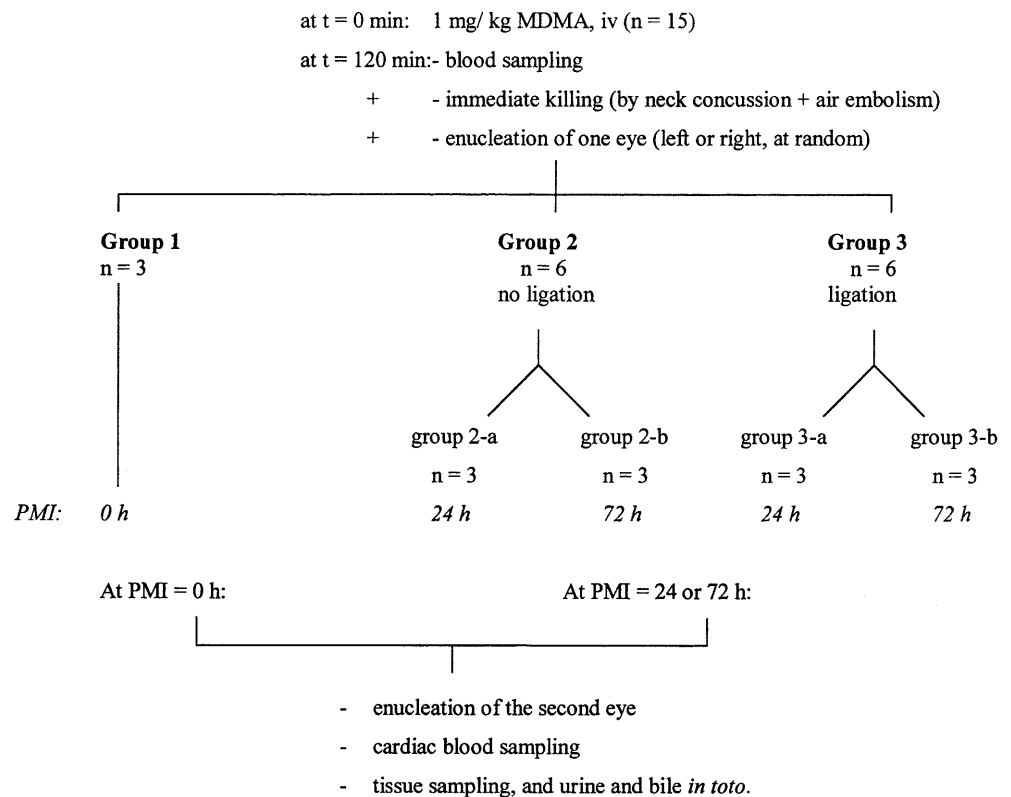 at t = 0 min: 1 mg/ kg MDMA, iv (n = 15)
at t = 120 min:- blood sampling
+ - immediate killing (by neck concussion + air embolism)
+ - enucleation of one eye (left or right, at random)
Group 1 Group 2 Group 3
n = 3 n = 6 n = 6
no ligation ligation
group 2-a group 2-b group 3-a group 3-b
n = 3 n = 3 n = 3 n = 3
PMI: 0 h 24 h 72 h 24 h 72 h
At PMI = 0 h: At PMI = 24 or 72 h:
- enucleation of the second eye
- cardiac blood sampling
- tissue sampling, and urine and bile in toto.